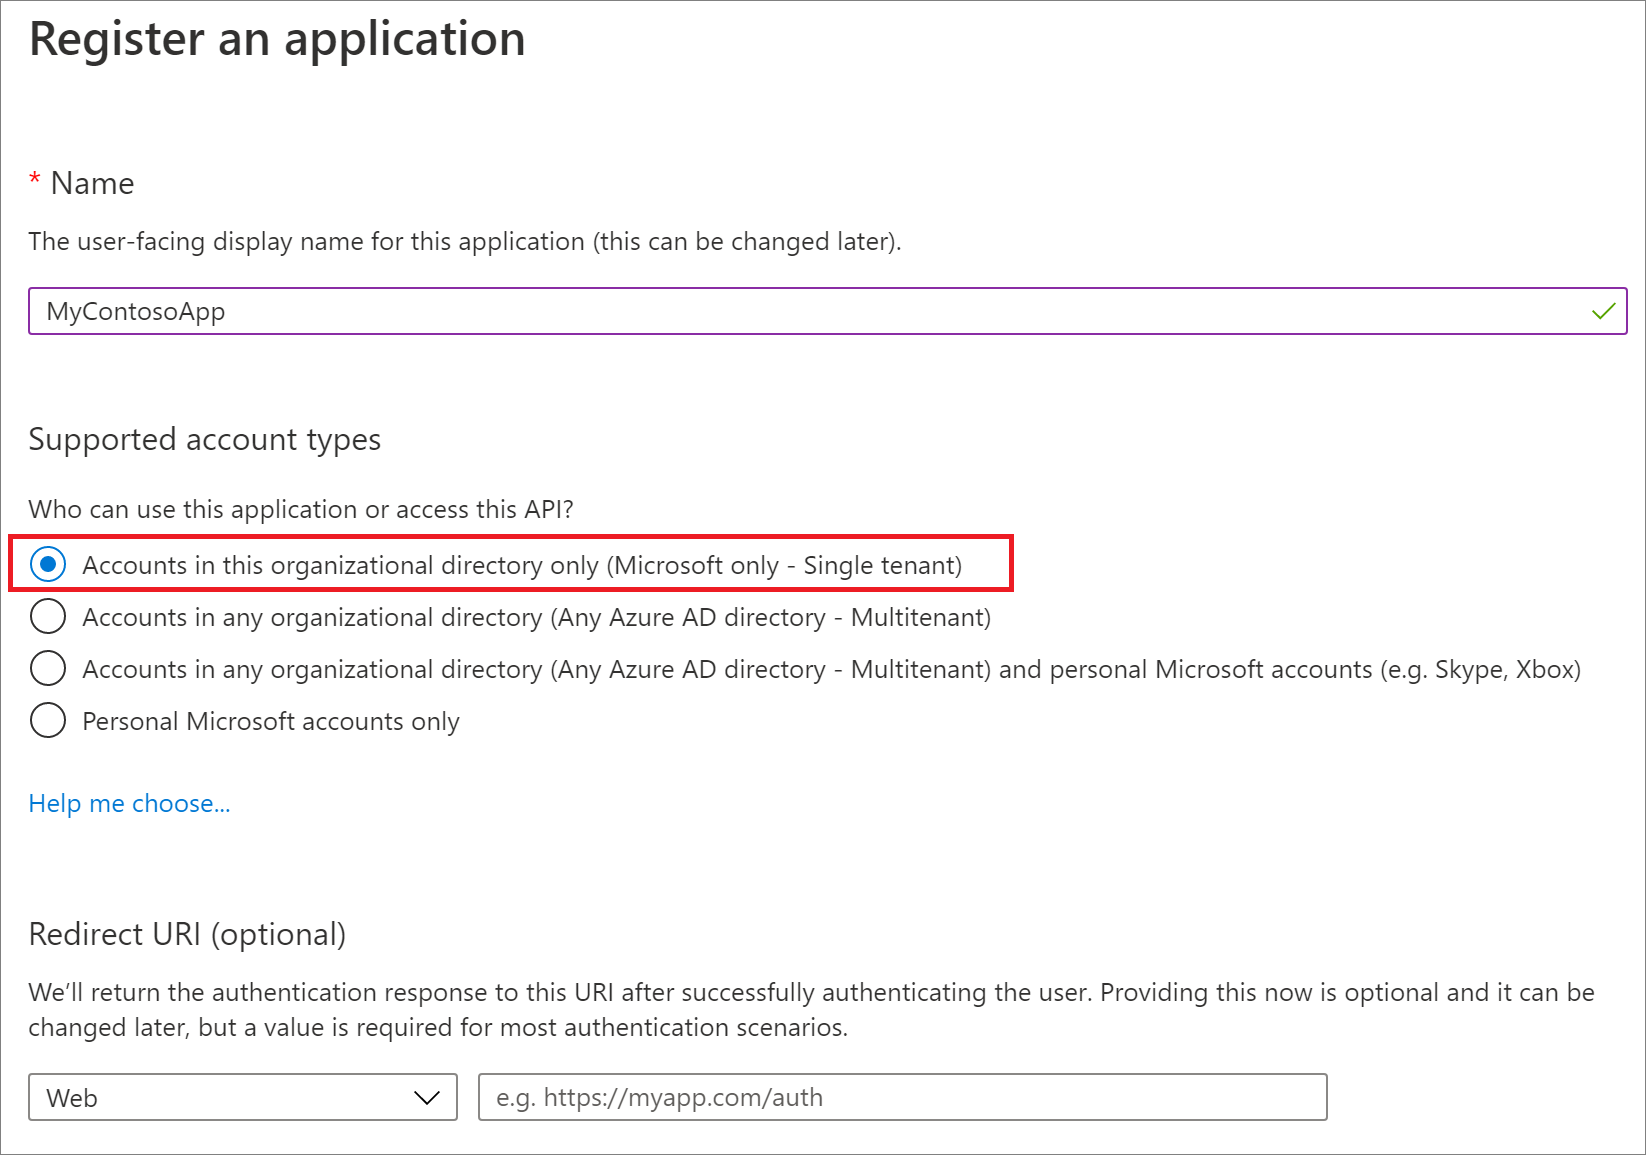 Register an application
* Name
The user-facing display name for this application (this can be changed later).
MyContosoApp
Supported account types
Who can use this application or access this API?
Accounts in this organizational directory only (Microsoft only - Single tenant)
Accounts in any organizational directory (Any Azure AD directory - Multitenant)
Accounts in any organizational directory (Any Azure AD directory - Multitenant) and personal Microsoft accounts (e.g. Skype, Xbox)
Personal Microsoft accounts only
Help me choose...
Redirect URI (optional)
We’ll return the authentication response to this URI after successfully authenticating the user. Providing this now is optional and it can be
changed later, but a value is required for most authentication scenarios.
Web
e.g. https://myapp.com/auth